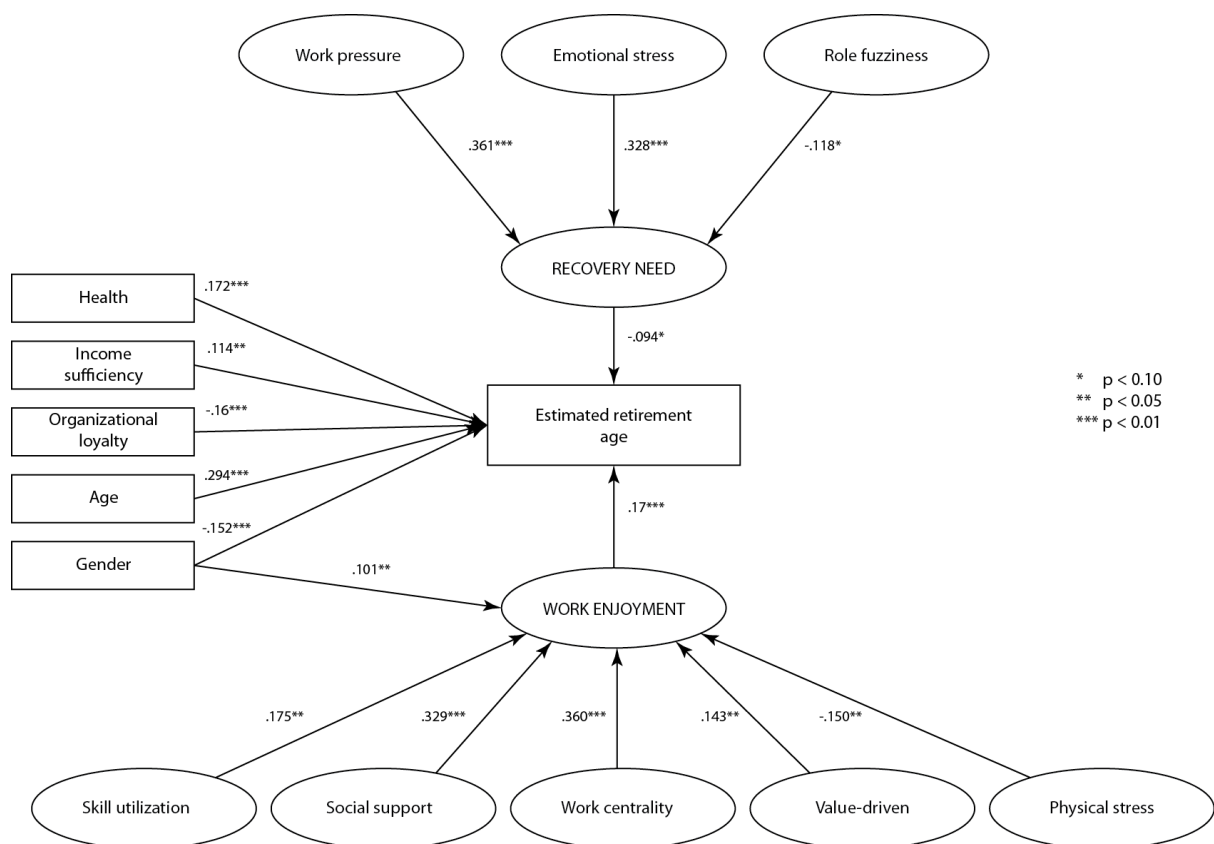 Work pressure
Emotional stress
Role fuzziness
.361***
.328***
-.118*
RECOVERY NEED
-.094*
Health
.172***
Income
sufficiency
.114**
Organizational
loyalty
-.16***
Age
.294***
Gender
-.152***
.101**
Estimated retirement
age
* p < 0.10
** p < 0.05
*** p < 0.01
.17***
WORK ENJOYMENT
.175**
.329***
.360***
.143**
-.150**
Skill utilization
Social support
Work centrality
Value-driven
Physical stress